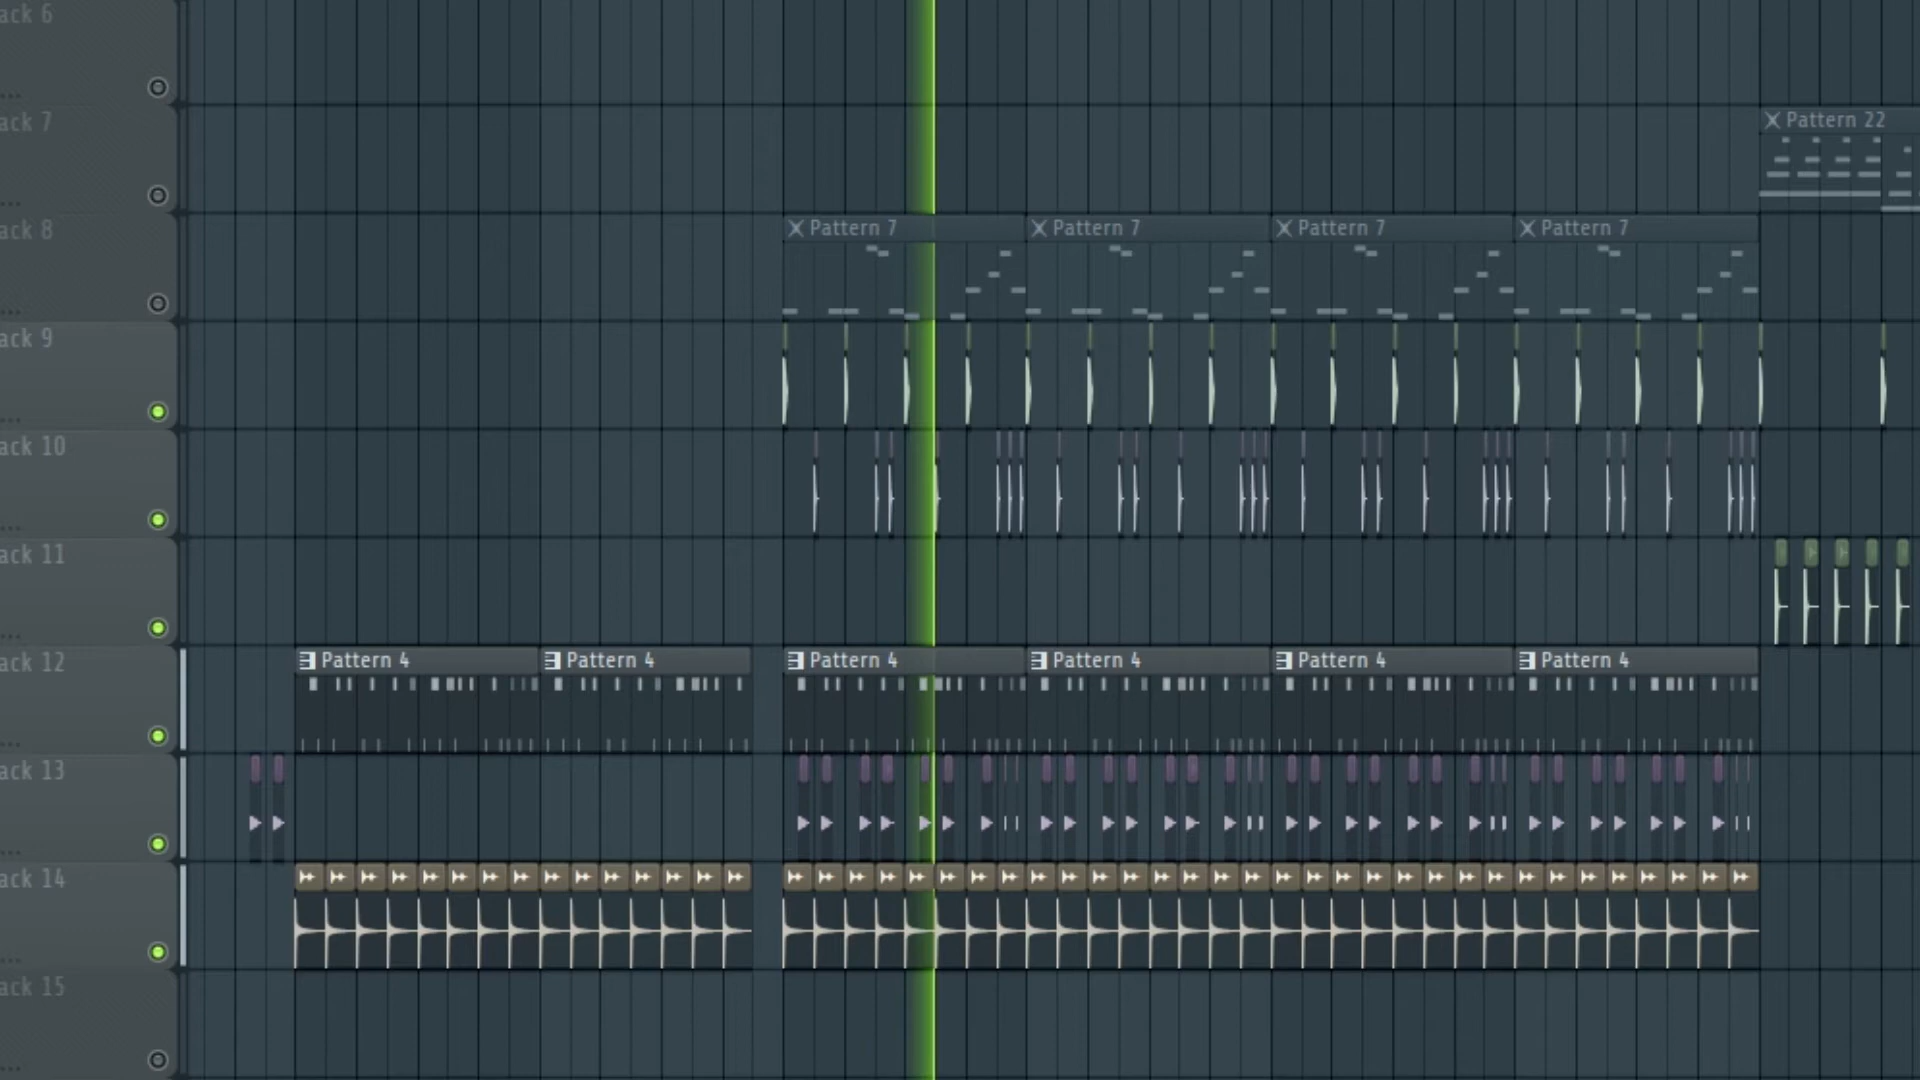 ack 6
ack 7
Pattern 22
ack 8
Pattern 7 Pattern 7 Pattern 7 Pattern 7
ack 9
ack 10
ack 11
ack 12
Pattern 4 Pattern 4 Pattern 4 Pattern 4 Pattern 4 Pattern 4
ack 13
ack 14
ack 15